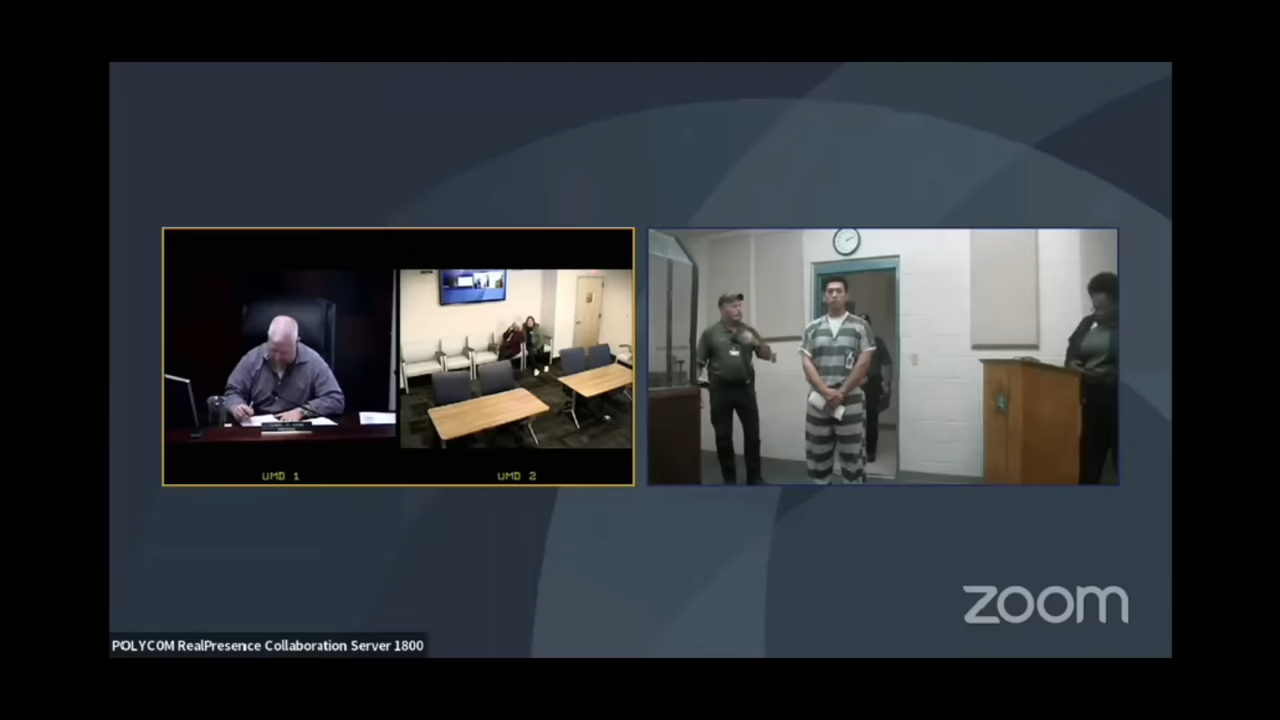 UMD 1
UMD 2
zoom
POLYCOM RealPresence Collaboration Server 1800